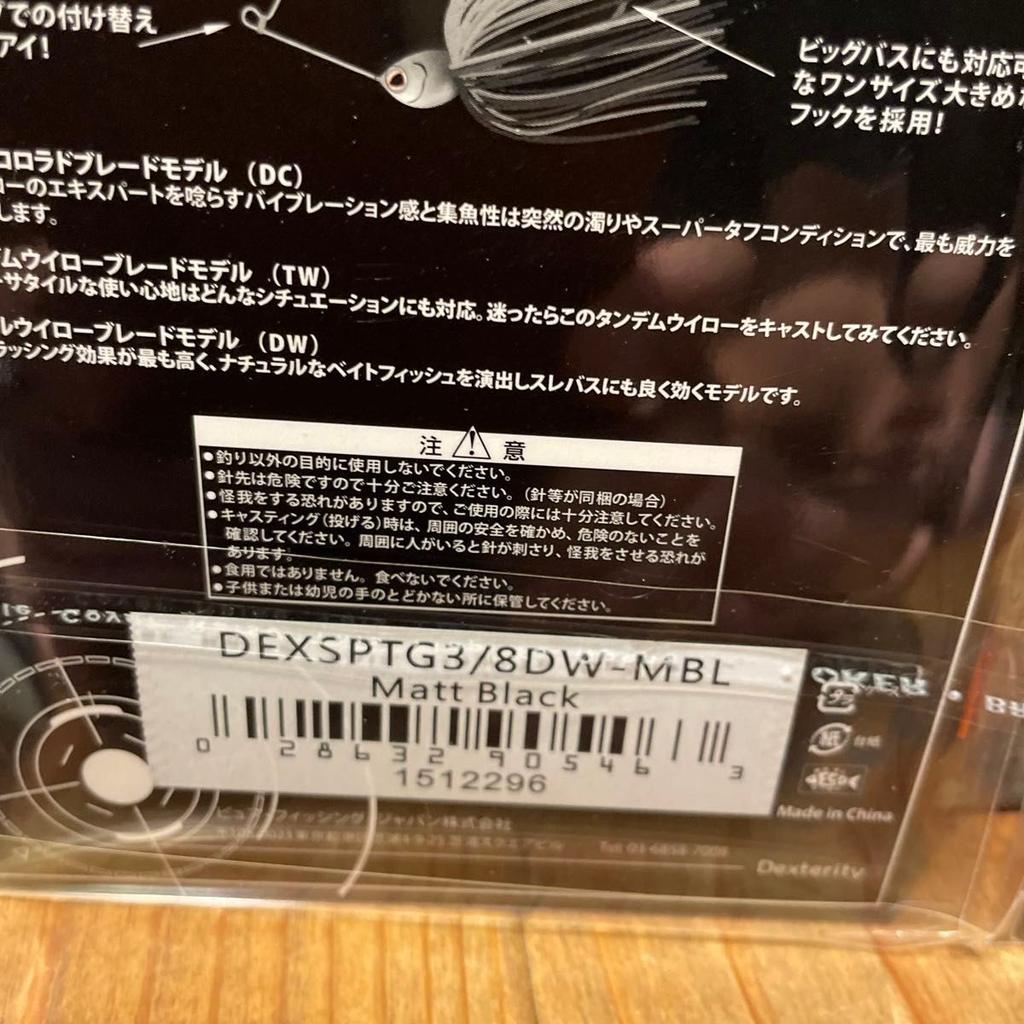 での付け替え
アイ!
ビッグバスにも対応可
なワンサイズ大きめ
フックを採用!
コロラドブレードモデル (DC)
ローのエキスパートを唸らすバイブレーション感と集魚性は突然の濁りやスーパータフコンディションで、最も威力を
します。
ムウイローブレードモデル (TW)
ーサタイルな使い心地はどんなシチュエーションにも対応。迷ったらこのタンデムウイローをキャストしてみてください。
ルウイローブレードモデル (DW)
ラッシング効果が最も高く、ナチュラルなベイトフィッシュを演出しスレバスにも良く効くモデルです。
注 意
●釣り以外の目的に使用しないでください。
●針先は危険ですので十分ご注意ください。(針等が同梱の場合)
●怪我をする恐れがありますので、ご使用の際には十分注意してください。
●キャスティング(投げる)時は、周囲の安全を確かめ、危険のないことを
確認してください。周囲に人がいると針が刺さり、怪我をさせる恐れが
あります。
●食用ではありません。食べないでください。
●子供または幼児の手のとどかない所に保管してください。
DEXSPTG3/8DW-MBL
Matt Black
0 28632 90546 3
1512296
紙 台紙
Made in China
ピュア・フィッシング・ジャパン株式会社
Dexterity